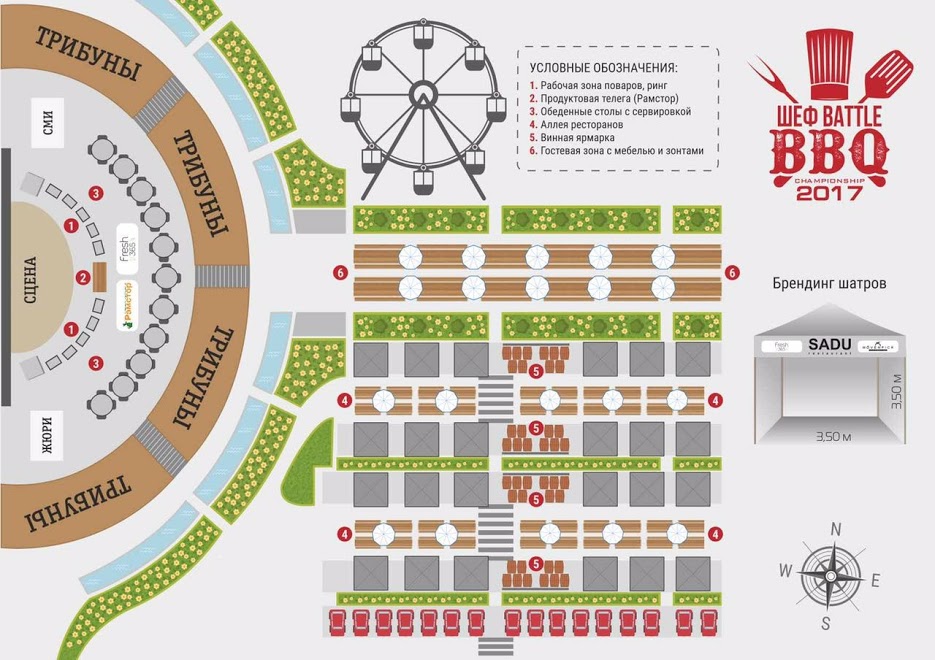 ТРИБУНЫ
СМИ
ТРИБУНЫ
3
1
Fresh
365
СЦЕНА
2
Рамстор
1
3
ТРИБУНЫ
ЖЮРИ
ТРИБУНЫ
УСЛОВНЫЕ ОБОЗНАЧЕНИЯ:
1. Рабочая зона поваров, ринг
2. Продуктовая телега (Рамстор)
3. Обеденные столы с сервировкой
4. Аллея ресторанов
5. Винная ярмарка
6. Гостевая зона с мебелью и зонтами
ШЕФ BATTLE
BBQ
CHAMPIONSHIP
2017
6
6
5
4
4
5
5
4
4
5
Брендинг шатров
Fresh
365
SADU
RESTAURANT
MÖVENPICK
3,50 м
3,50 м
N
W
E
S